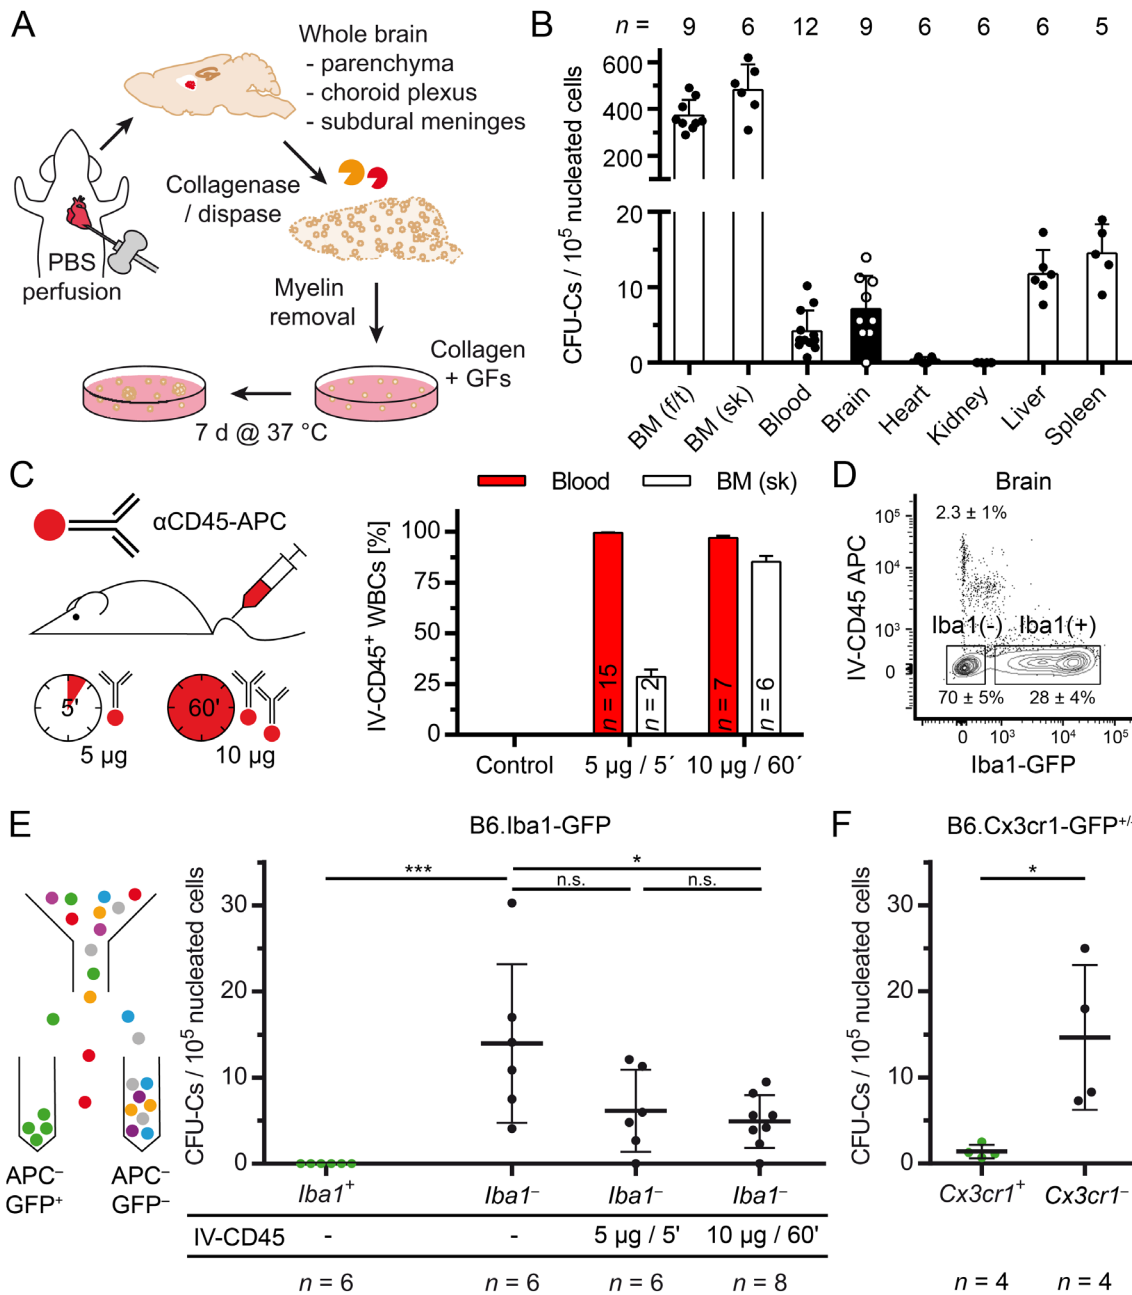 A
Whole brain
- parenchyma
- choroid plexus
- subdural meninges
Collagenase
/ dispase
PBS
perfusion
Myelin
removal
Collagen
+ GFs
7 d @ 37 °C
B
n = 9 6 12 9 6 6 6 5
CFU-Cs / 10⁵ nucleated cells
600
400
200
20
10
0
BM (f/t) BM (sk) Blood Brain Heart Kidney Liver Spleen
C
αCD45-APC
5' 60'
5 µg 10 µg
Blood BM (sk)
IV-CD45⁺ WBCs [%]
100
75
50
25
0
n = 15 n = 2 n = 7 n = 6
Control 5 µg / 5´ 10 µg / 60´
D
Brain
2.3 ± 1%
IV-CD45 APC
10⁵
10⁴
10³
0
Iba1(-) Iba1(+)
70 ± 5% 28 ± 4%
0 10³ 10⁴ 10⁵
Iba1-GFP
E
B6.Iba1-GFP
*** *
n.s. n.s.
CFU-Cs / 10⁵ nucleated cells
30
20
10
0
APC⁻ APC⁻
GFP⁺ GFP⁻
Iba1⁺ Iba1⁻ Iba1⁻ Iba1⁻
IV-CD45 - - 5 µg / 5' 10 µg / 60'
n = 6 n = 6 n = 6 n = 8
F
B6.Cx3cr1-GFP⁺/⁻
*
CFU-Cs / 10⁵ nucleated cells
30
20
10
0
Cx3cr1⁺ Cx3cr1⁻
n = 4 n = 4